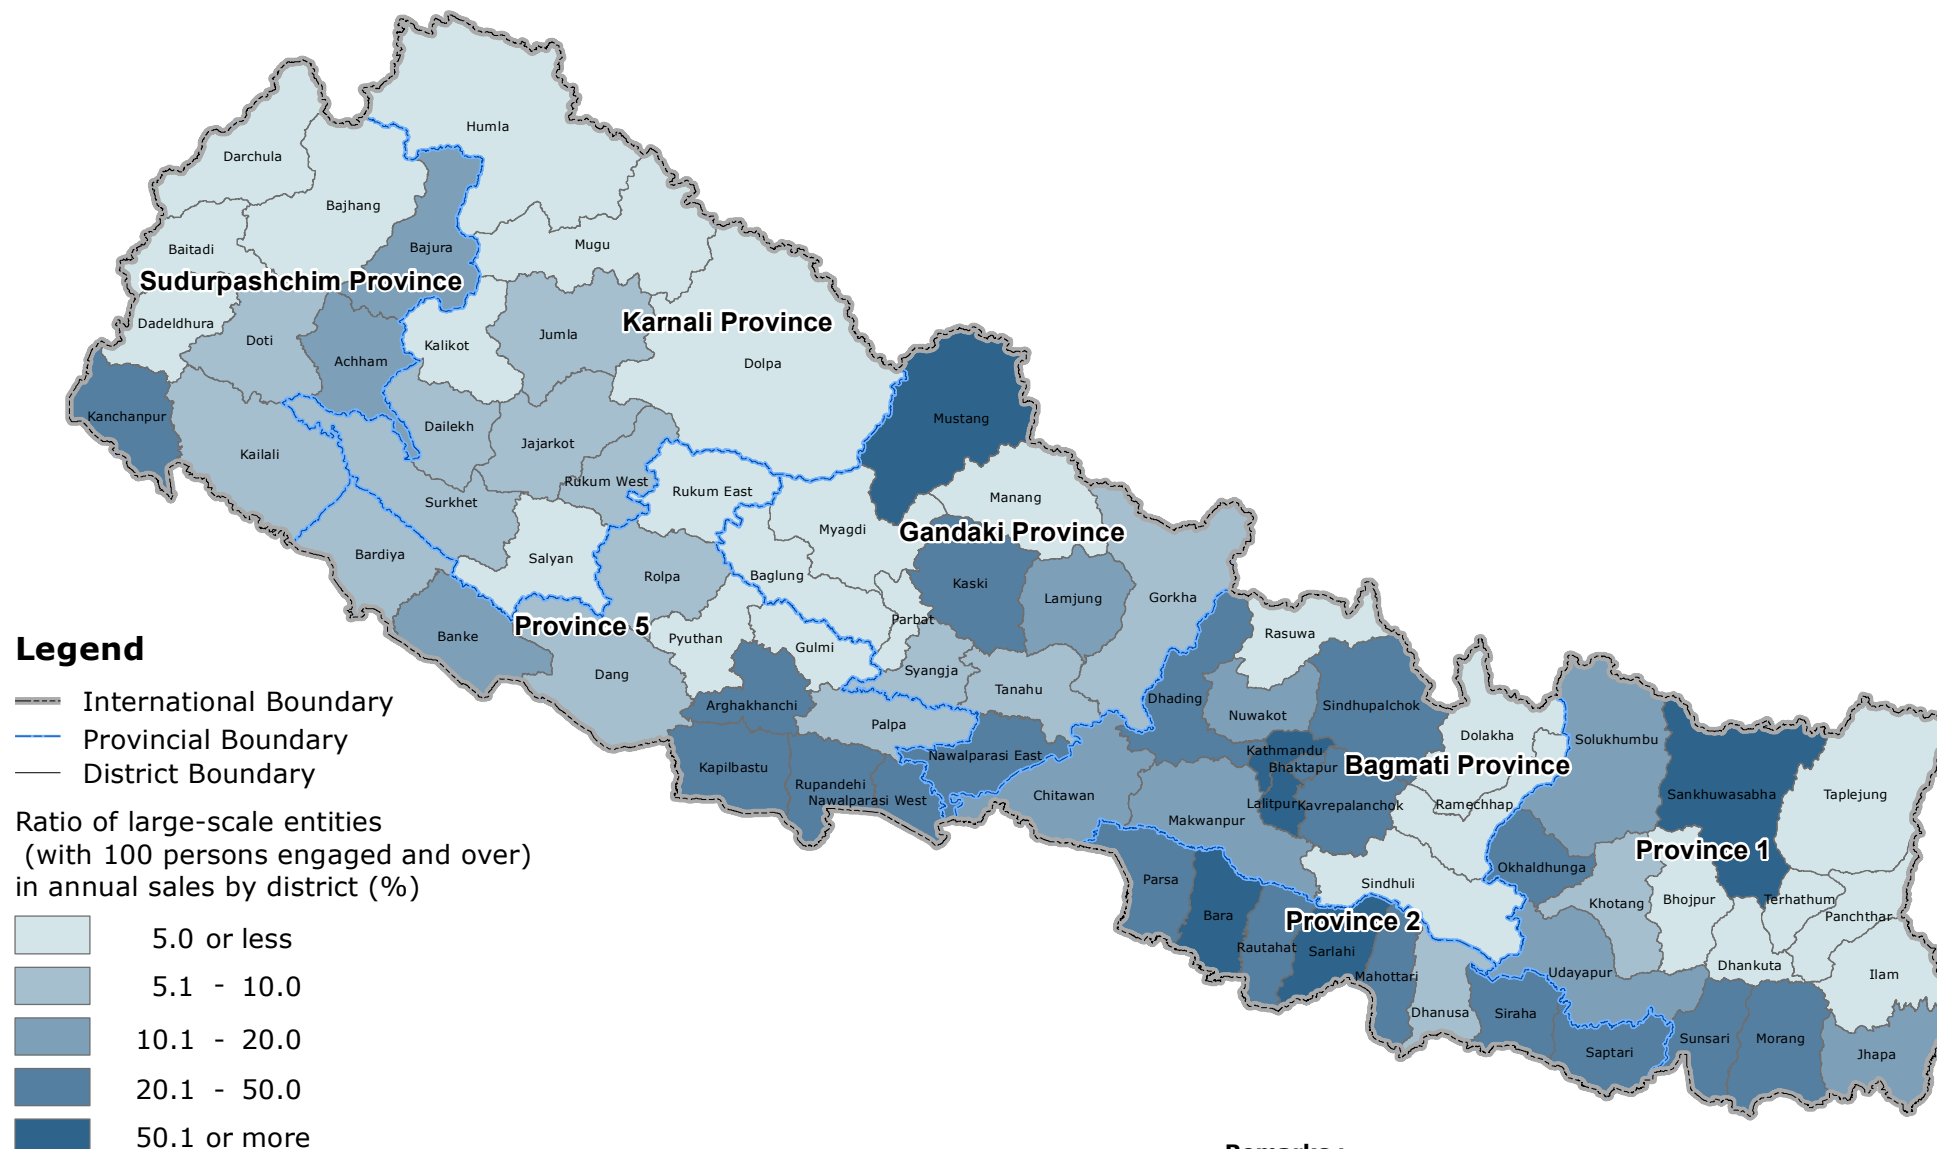 Humla
Darchula
Bajhang
Mugu
Bajura
Baitadi
Sudurpashchim Province
Karnali Province
Dadeldhura
Doti
Jumla
Kalikot
Achham
Dolpa
Kanchanpur
Mustang
Dailekh
Jajarkot
Kailali
Rukum West
Rukum East
Manang
Surkhet
Myagdi
Gandaki Province
Bardiya
Salyan
Rolpa
Baglung
Kaski
Lamjung
Gorkha
Parbat
Province 5
Banke
Pyuthan
Gulmi
Rasuwa
Dang
Syangja
Tanahu
Arghakhanchi
Dhading
Sindhupalchok
Nuwakot
Palpa
Dolakha
Solukhumbu
Nawalparasi East
Kathmandu
Bhaktapur
Bagmati Province
Kapilbastu
Rupandehi
Nawalparasi West
Chitawan
Lalitpur
Kavrepalanchok
Ramechhap
Sankhuwasabha
Taplejung
Makwanpur
Province 1
Okhaldhunga
Parsa
Sindhuli
Khotang
Bhojpur
Terhathum
Panchthar
Bara
Province 2
Rautahat
Sarlahi
Mahottari
Udayapur
Dhankuta
Ilam
Dhanusa
Siraha
Saptari
Sunsari
Morang
Jhapa
Legend
International Boundary
Provincial Boundary
District Boundary
Ratio of large-scale entities
(with 100 persons engaged and over)
in annual sales by district (%)
5.0 or less
5.1 - 10.0
10.1 - 20.0
20.1 - 50.0
50.1 or more
Remarks: